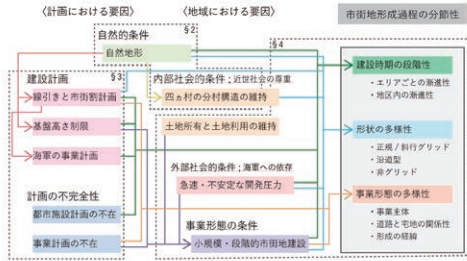 〈計画における要因〉
〈地域における要因〉
市街地形成過程の分節性
自然的条件
§2
自然地形
§4
建設計画
§3
内部社会的条件；近世社会の尊重
建設時期の段階性
線引きと市街割計画
四ヵ村の分村構造の維持
・エリアごとの漸進性
・地区内の漸進性
基盤高さ制限
土地所有と土地利用の維持
形状の多様性
海軍の事業計画
・正規 / 斜行グリッド
・沿道型
・非グリッド
外部社会的条件；海軍への依存
計画の不完全性
急速・不安定な開発圧力
事業形態の多様性
都市施設計画の不在
・事業主体
事業形態の条件
・道路と宅地の関係性
事業計画の不在
小規模・段階的市街地建設
・形成の経緯